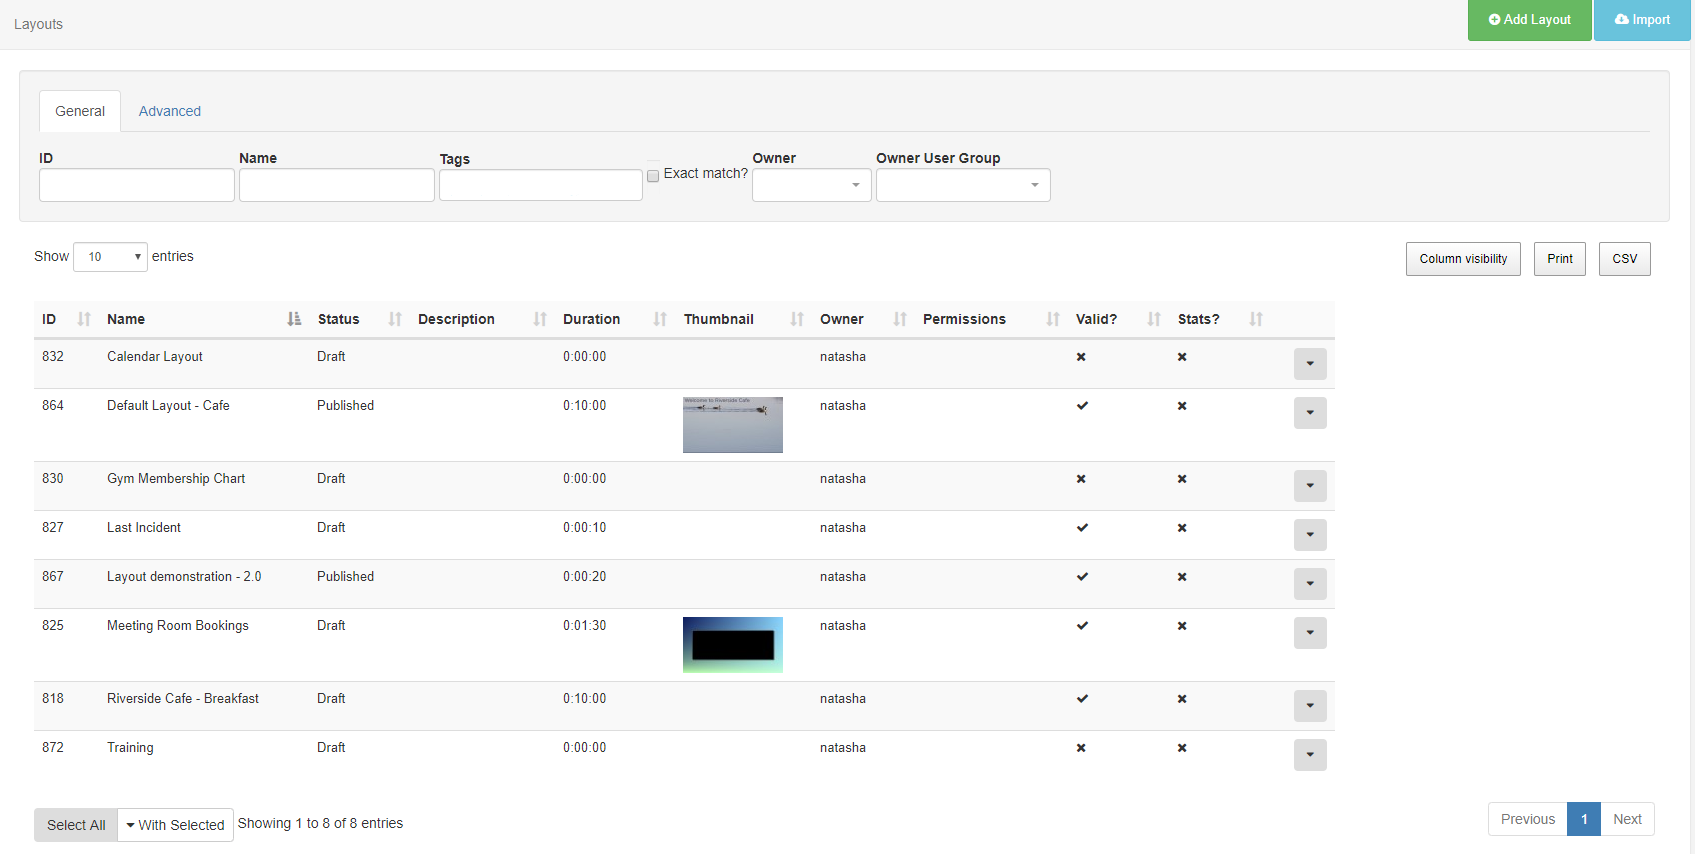 Layouts
Add Layout
Import
General
Advanced
ID
Name
Tags
Exact match?
Owner
Owner User Group
Show 10 entries
Column visibility
Print
CSV
ID Name Status Description Duration Thumbnail Owner Permissions Valid? Stats?
832 Calendar Layout Draft 0:00:00 natasha
864 Default Layout - Cafe Published 0:10:00 natasha
Welcome to Riverside Cafe
830 Gym Membership Chart Draft 0:00:00 natasha
827 Last Incident Draft 0:00:10 natasha
867 Layout demonstration - 2.0 Published 0:00:20 natasha
825 Meeting Room Bookings Draft 0:01:30 natasha
818 Riverside Cafe - Breakfast Draft 0:10:00 natasha
872 Training Draft 0:00:00 natasha
Select All With Selected Showing 1 to 8 of 8 entries
Previous 1 Next